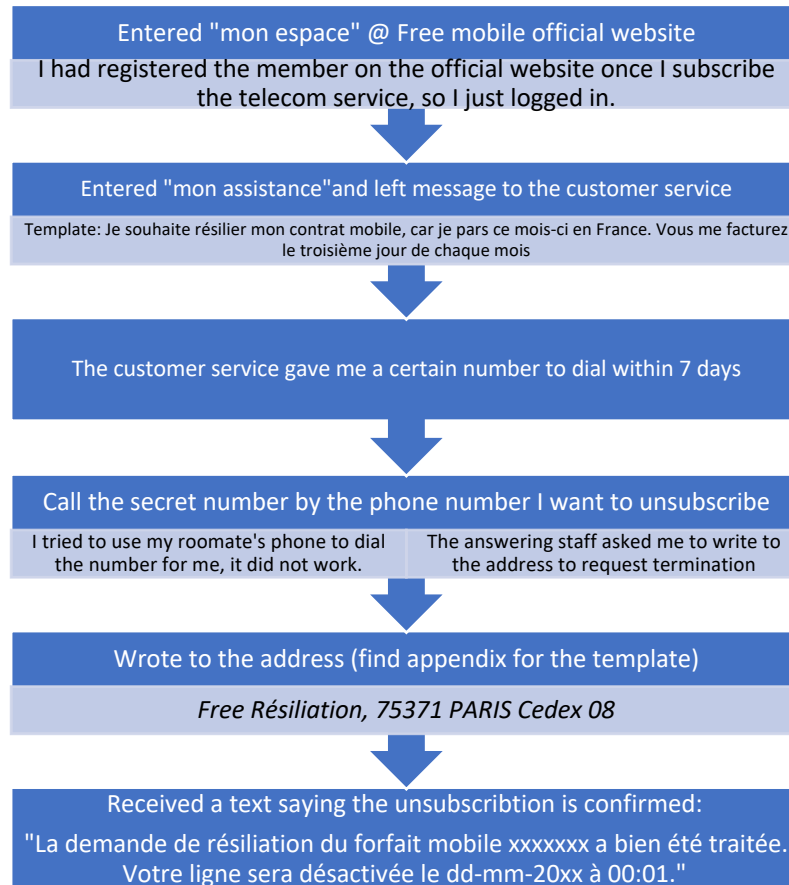 Entered "mon espace" @ Free mobile official website
I had registered the member on the official website once I subscribe
the telecom service, so I just logged in.
Entered "mon assistance"and left message to the customer service
Template: Je souhaite résilier mon contrat mobile, car je pars ce mois-ci en France. Vous me facturez
le troisième jour de chaque mois
The customer service gave me a certain number to dial within 7 days
Call the secret number by the phone number I want to unsubscribe
I tried to use my roomate's phone to dial
the number for me, it did not work.
The answering staff asked me to write to
the address to request termination
Wrote to the address (find appendix for the template)
Free Résiliation, 75371 PARIS Cedex 08
Received a text saying the unsubscribtion is confirmed:
"La demande de résiliation du forfait mobile xxxxxxx a bien été traitée.
Votre ligne sera désactivée le dd-mm-20xx à 00:01."